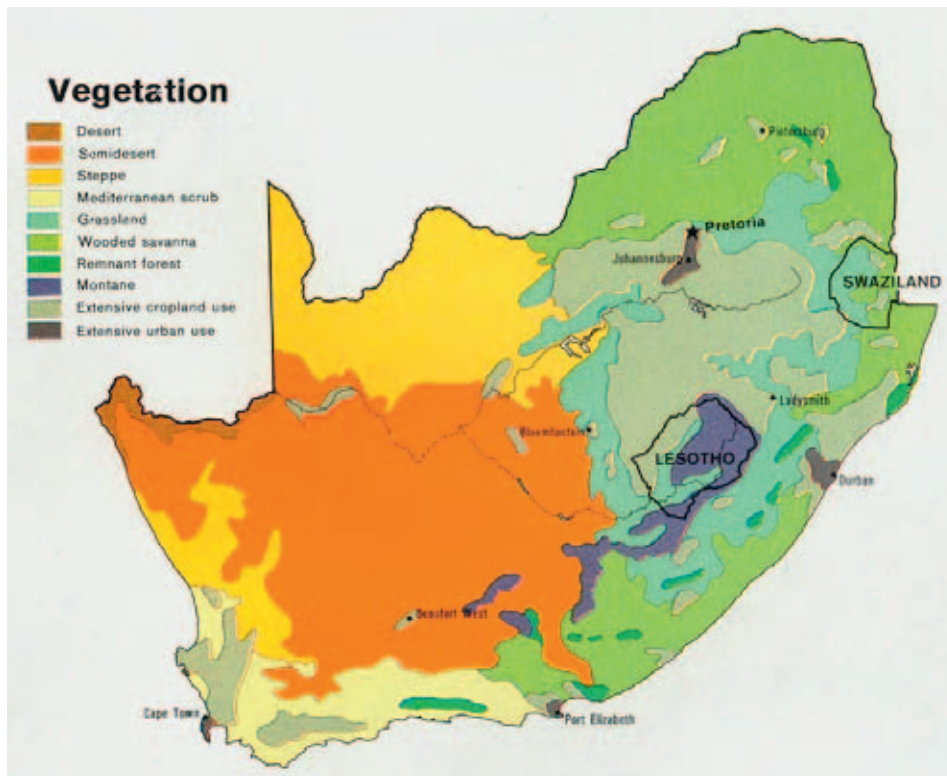 Vegetation
Desert
Semidesert
Steppe
Mediterranean scrub
Grassland
Wooded savanna
Remnant forest
Montane
Extensive cropland use
Extensive urban use
Pietersburg
Pretoria
Johannesburg
SWAZILAND
Ladysmith
Bloemfontein
LESOTHO
Durban
Beaufort West
Cape Town
Port Elizabeth